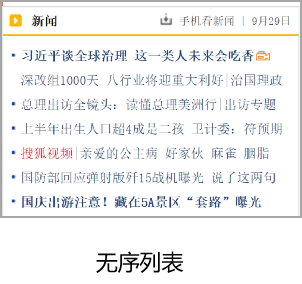 新闻 手机看新闻 | 9月29日
习近平谈全球治理 这一类人未来会吃香
深改组1000天 八行业将迎重大利好|治国理政
总理出访全镜头：读懂总理美洲行|出访专题
上半年出生人口超4成是二孩 卫计委：符预期
搜狐视频|亲爱的公主病 好家伙 麻雀 胭脂
国防部回应弹射版歼15战机曝光 说了这两句
国庆出游注意！藏在5A景区“套路”曝光
无序列表